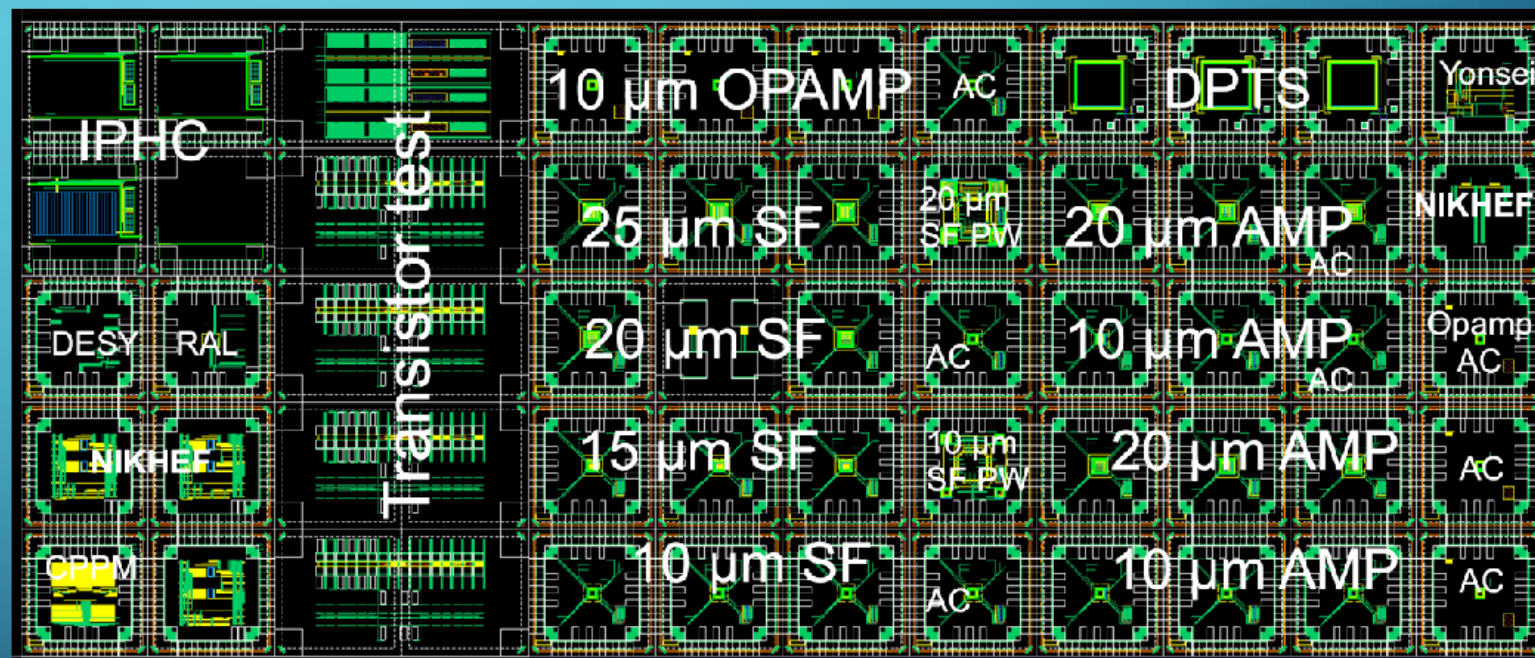 10 µm OPAMP
AC
DPTS
Yonsei
IPHC
Transistor test
25 µm SF
20 µm
SF PW
20 µm AMP
AC
NIKHEF
DESY
RAL
20 µm SF
AC
10 µm AMP
AC
Opamp
AC
NIKHEF
15 µm SF
10 µm
SF PW
20 µm AMP
AC
CPPM
10 µm SF
AC
10 µm AMP
AC